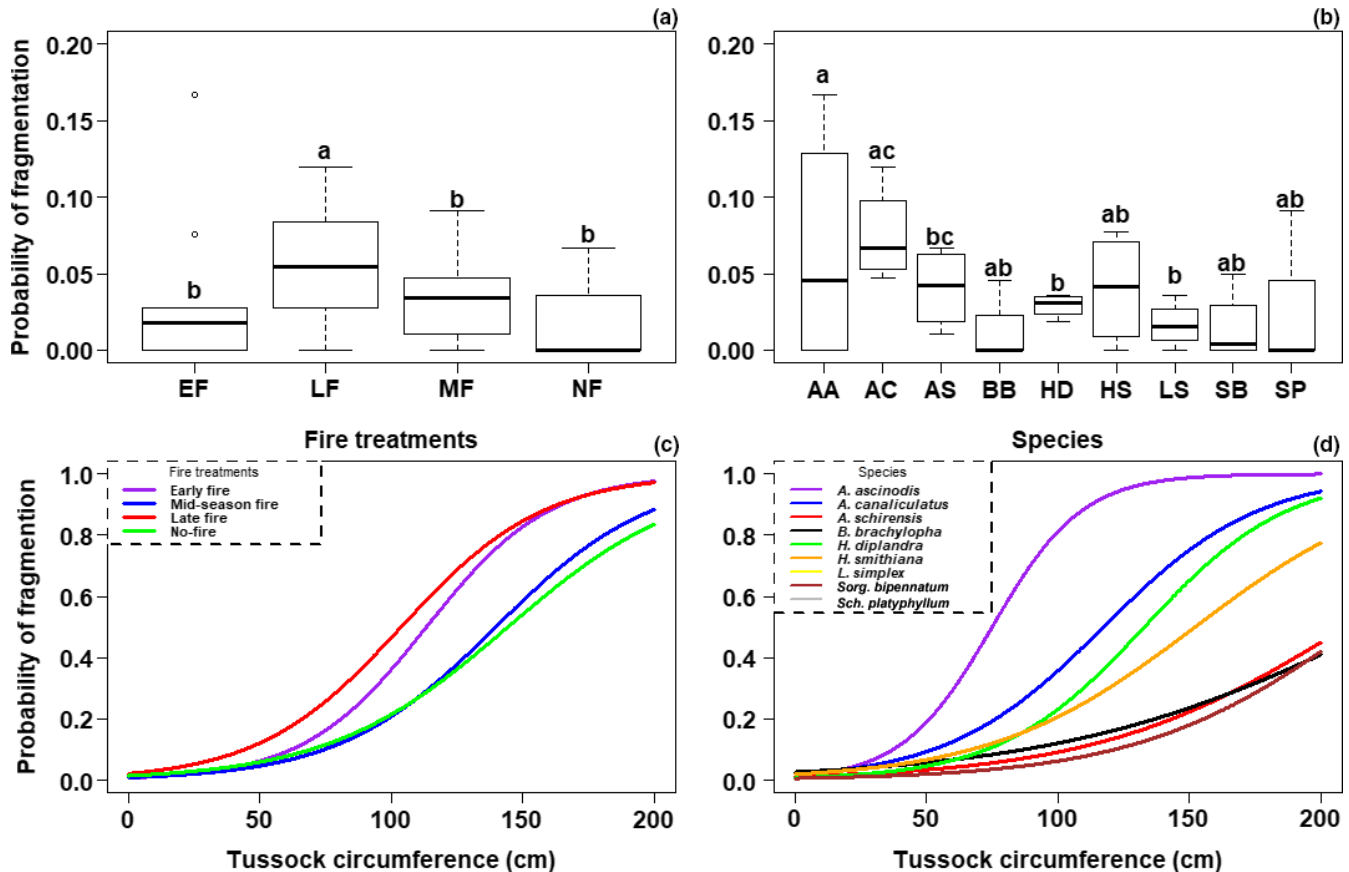 (a)
Probability of fragmentation
0.20
0.15
0.10
0.05
0.00
b
a
b
b
EF LF MF NF
Fire treatments
(b)
0.20
0.15
0.10
0.05
0.00
a
ac
bc
ab
b
ab
b
ab
ab
AA AC AS BB HD HS LS SB SP
Species
(c)
Probability of fragmention
1.0
0.8
0.6
0.4
0.2
0.0
Fire treatments
Early fire
Mid-season fire
Late fire
No-fire
0 50 100 150 200
Tussock circumference (cm)
(d)
1.0
0.8
0.6
0.4
0.2
0.0
Species
A. ascinodis
A. canaliculatus
A. schirensis
B. brachylopha
H. diplandra
H. smithiana
L. simplex
Sorg. bipennatum
Sch. platyphyllum
0 50 100 150 200
Tussock circumference (cm)